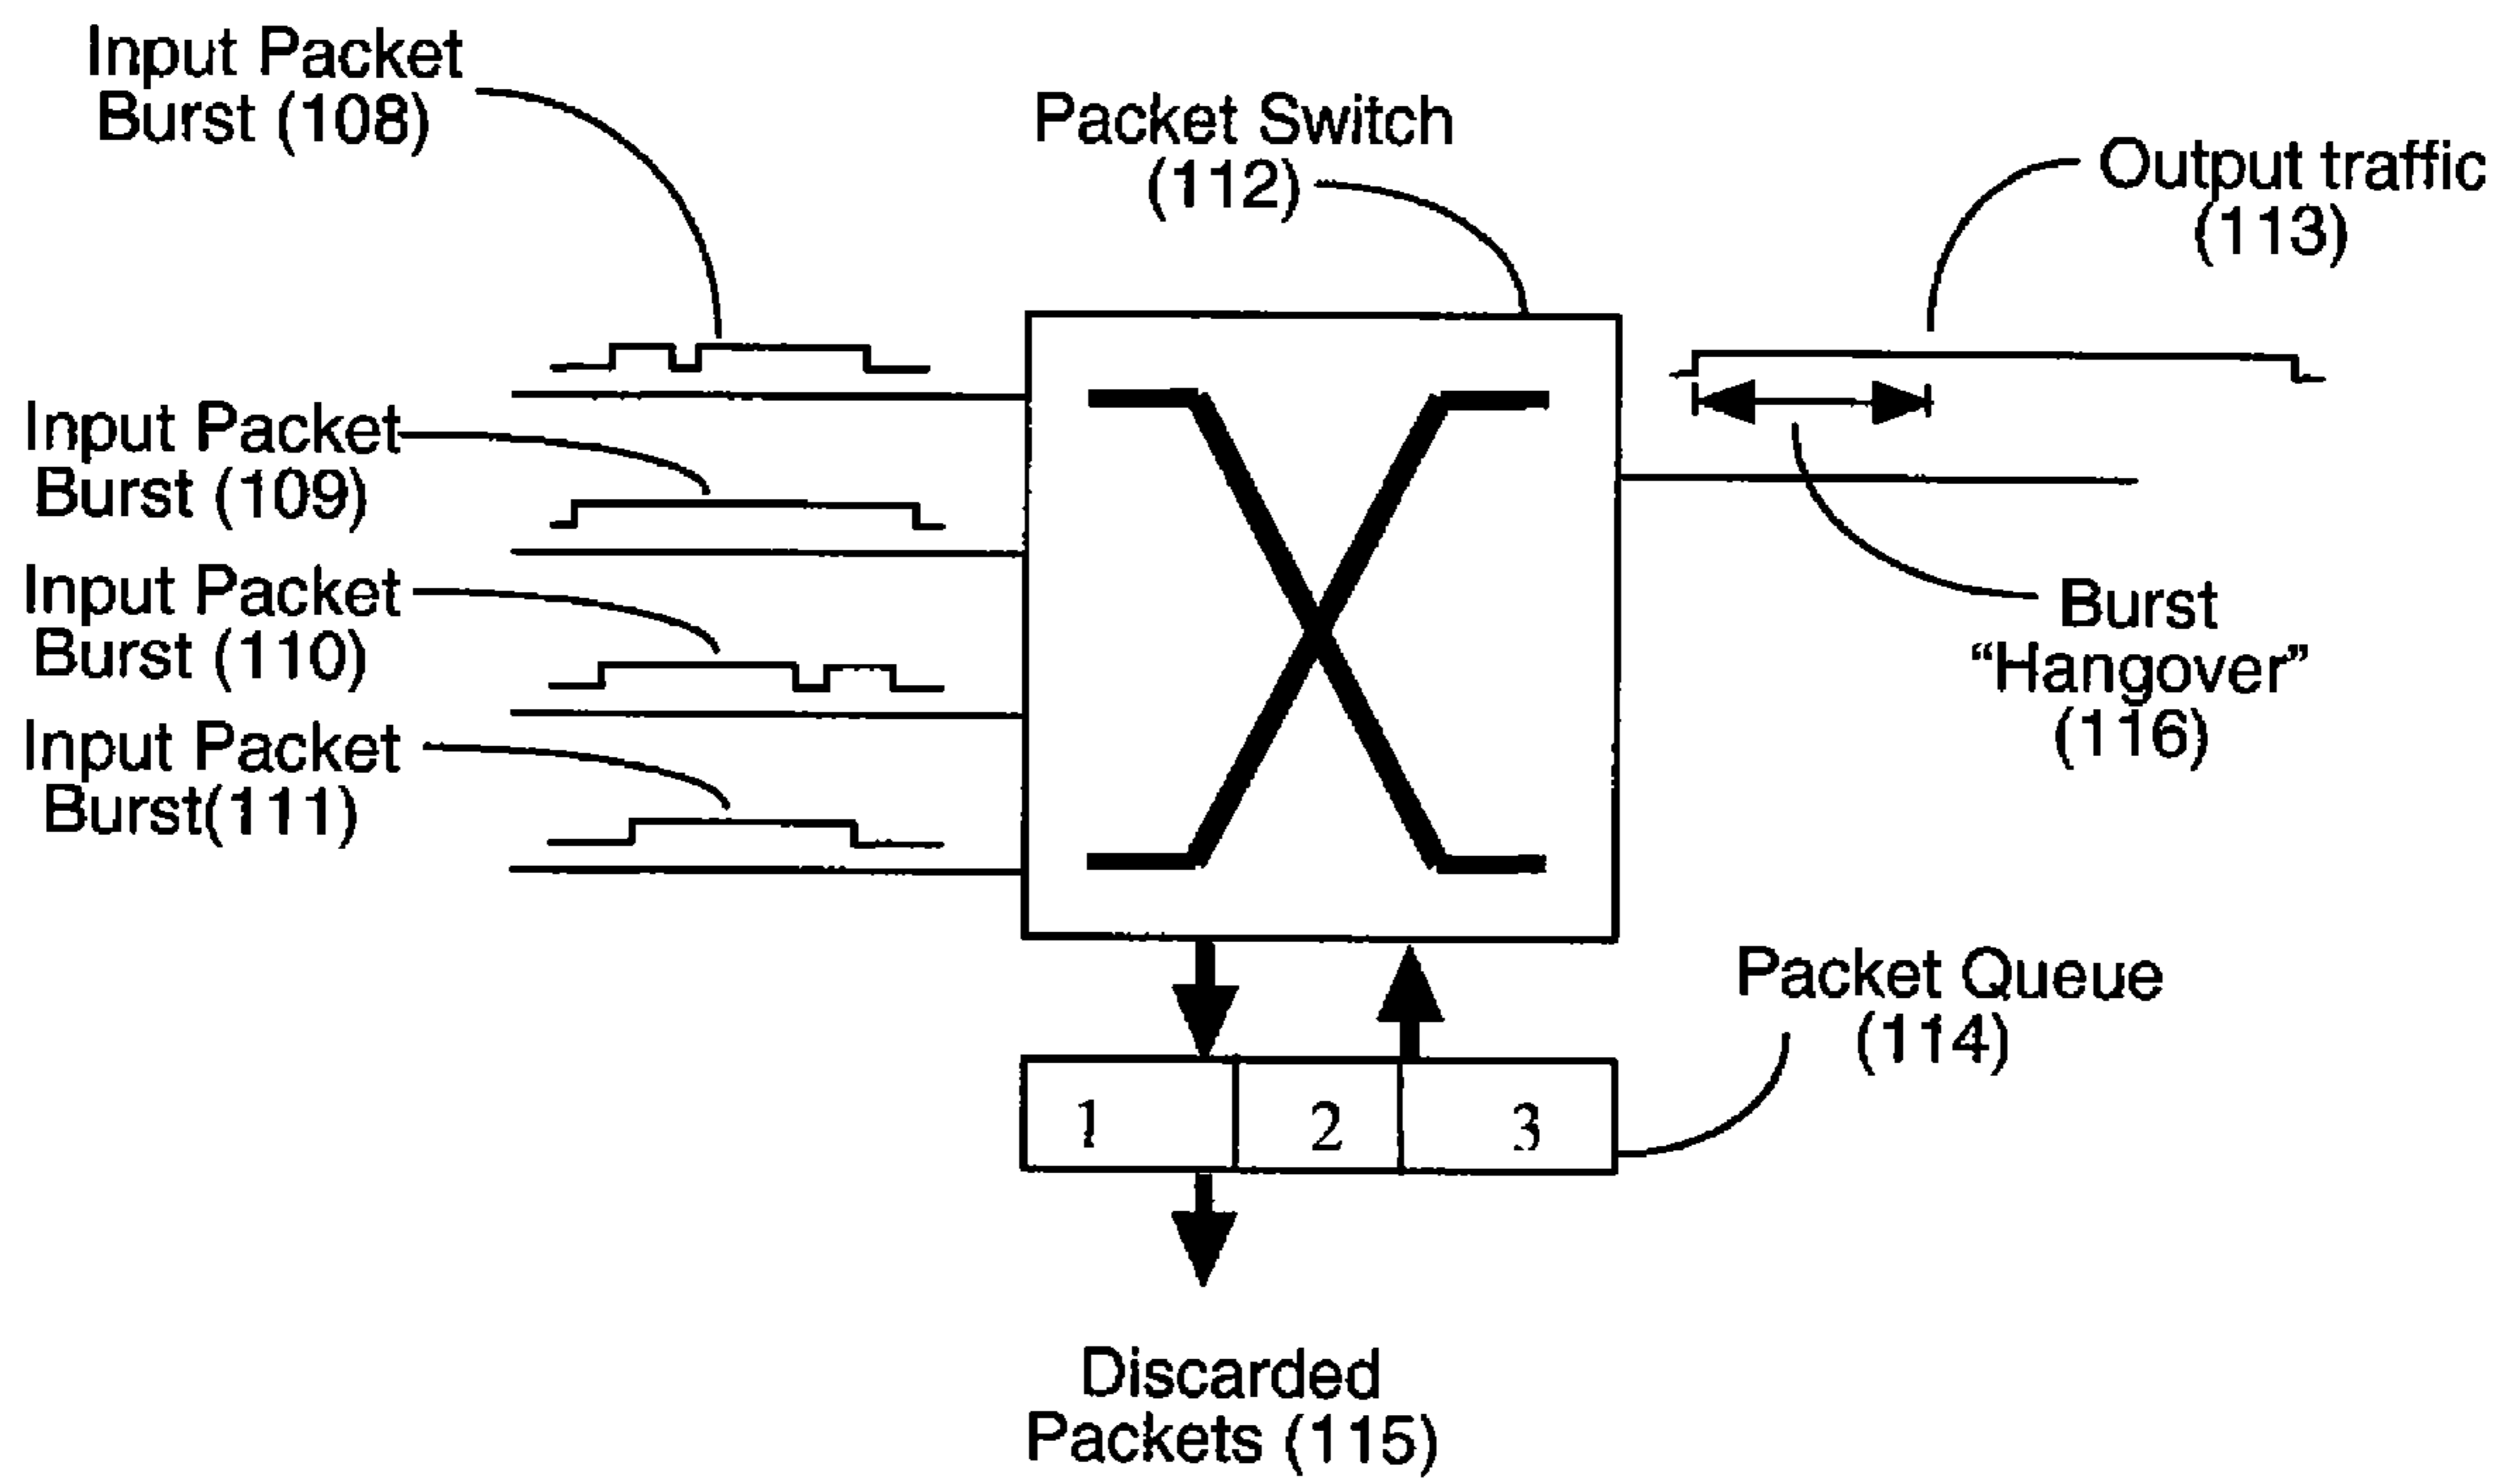 Input Packet
Burst (108)
Packet Switch
(112)
Output traffic
(113)
Input Packet
Burst (109)
Input Packet
Burst (110)
Input Packet
Burst(111)
Burst
“Hangover”
(116)
Packet Queue
(114)
1 2 3
Discarded
Packets (115)